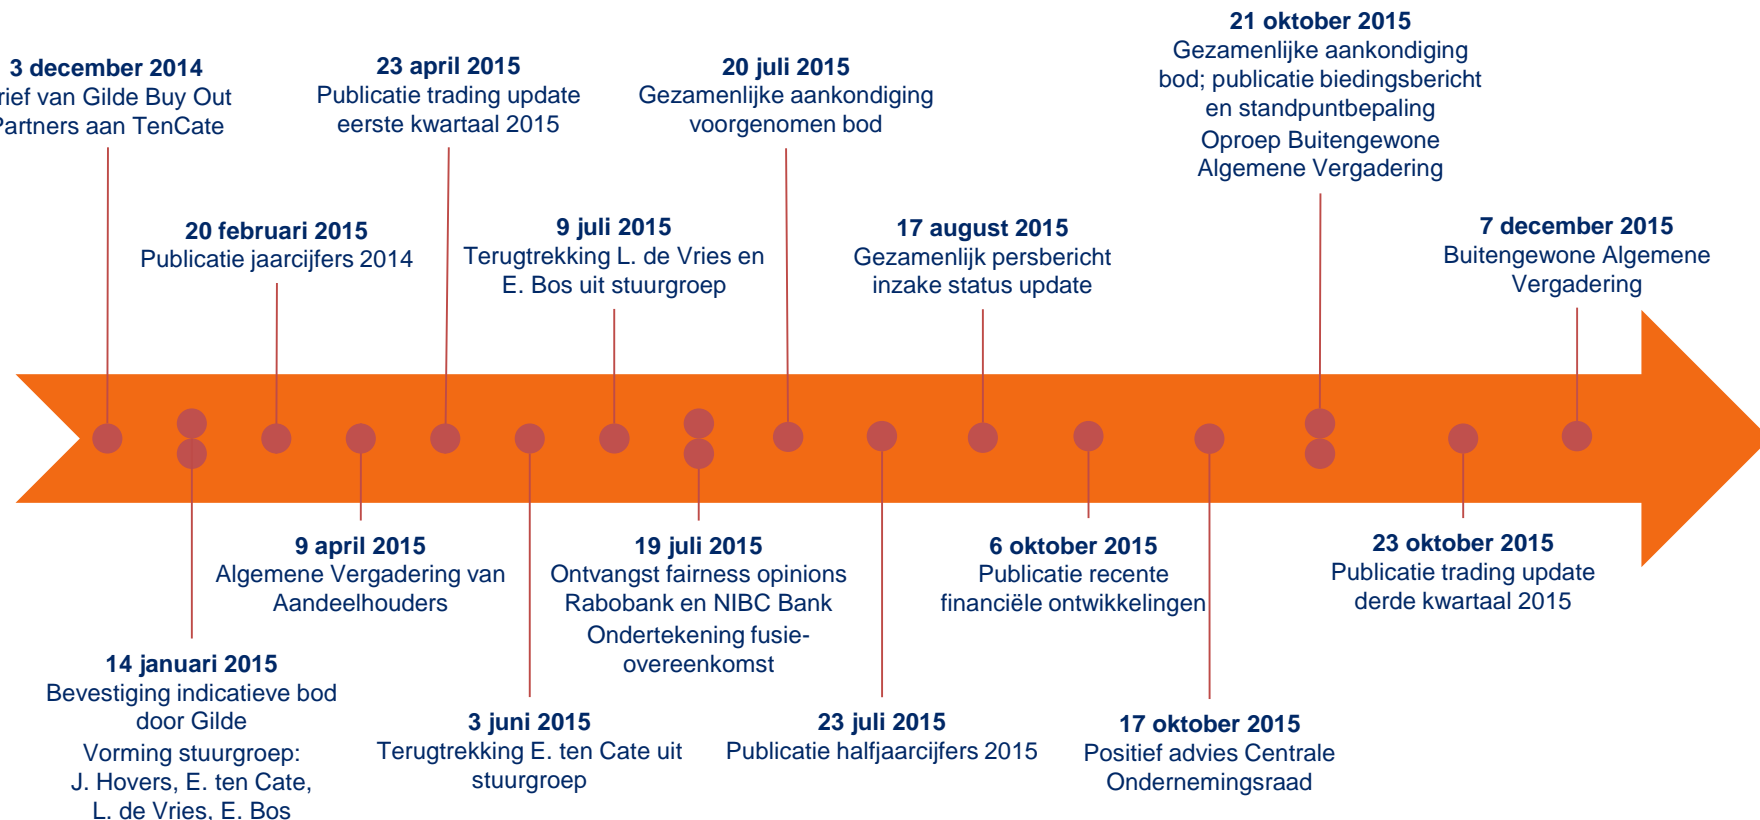 3 december 2014
rief van Gilde Buy Out
Partners aan TenCate
23 april 2015
Publicatie trading update
eerste kwartaal 2015
20 juli 2015
Gezamenlijke aankondiging
voorgenomen bod
21 oktober 2015
Gezamenlijke aankondiging
bod; publicatie biedingsbericht
en standpuntbepaling
Oproep Buitengewone
Algemene Vergadering
20 februari 2015
Publicatie jaarcijfers 2014
9 juli 2015
Terugtrekking L. de Vries en
E. Bos uit stuurgroep
17 august 2015
Gezamenlijk persbericht
inzake status update
7 december 2015
Buitengewone Algemene
Vergadering
9 april 2015
Algemene Vergadering van
Aandeelhouders
19 juli 2015
Ontvangst fairness opinions
Rabobank en NIBC Bank
Ondertekening fusie-
overeenkomst
6 oktober 2015
Publicatie recente
financiële ontwikkelingen
23 oktober 2015
Publicatie trading update
derde kwartaal 2015
14 januari 2015
Bevestiging indicatieve bod
door Gilde
Vorming stuurgroep:
J. Hovers, E. ten Cate,
L. de Vries, E. Bos
3 juni 2015
Terugtrekking E. ten Cate uit
stuurgroep
23 juli 2015
Publicatie halfjaarcijfers 2015
17 oktober 2015
Positief advies Centrale
Ondernemingsraad